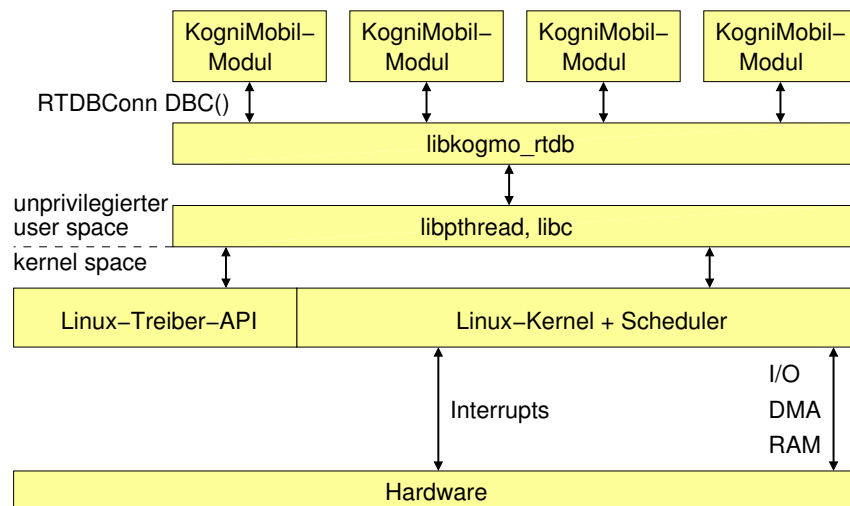 KogniMobil–
Modul
KogniMobil–
Modul
KogniMobil–
Modul
KogniMobil–
Modul
RTDBConn DBC()
libkogmo_rtdb
unprivilegierter
user space
libpthread, libc
kernel space
Linux–Treiber–API
Linux–Kernel + Scheduler
Interrupts
I/O
DMA
RAM
Hardware